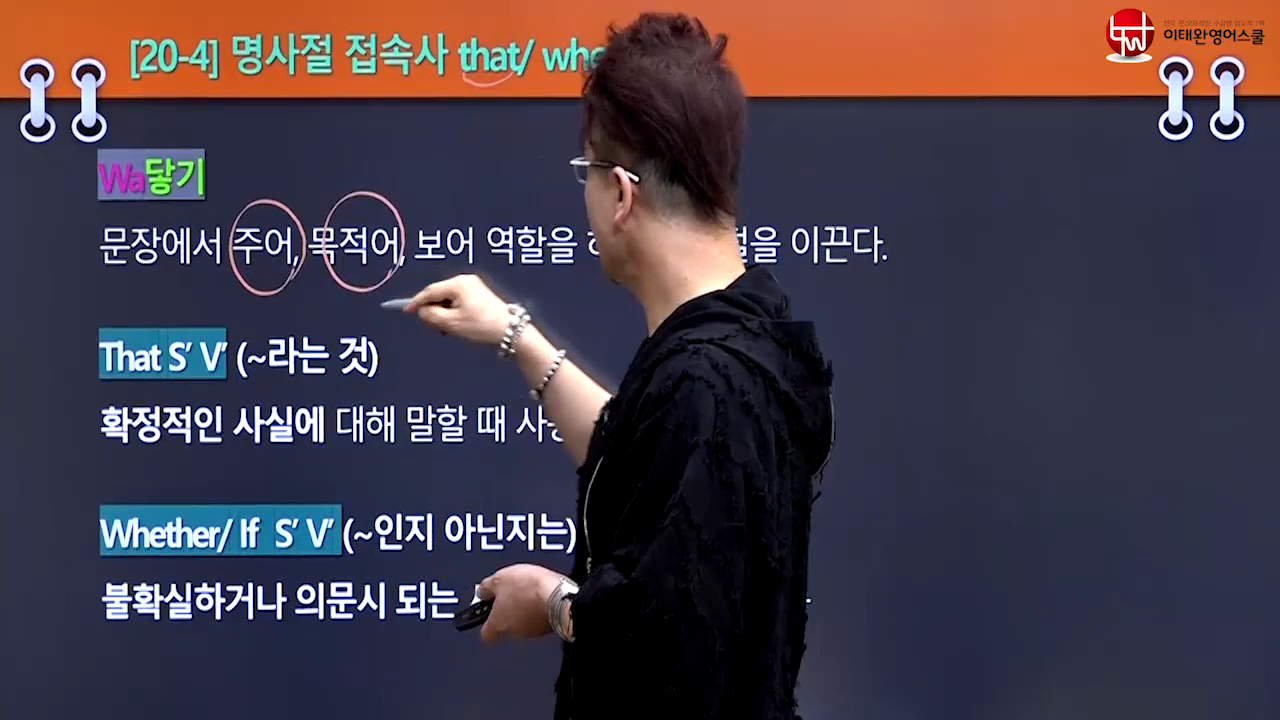 [20-4] 명사절 접속사 that/ whe
이태완영어스쿨
Wa닿기
문장에서 주어, 목적어, 보어 역할을 이끈다.
That S′ V′ (~라는 것)
확정적인 사실에 대해 말할 때
Whether/ If S′ V′ (~인지 아닌지는)
불확실하거나 의문시 되는